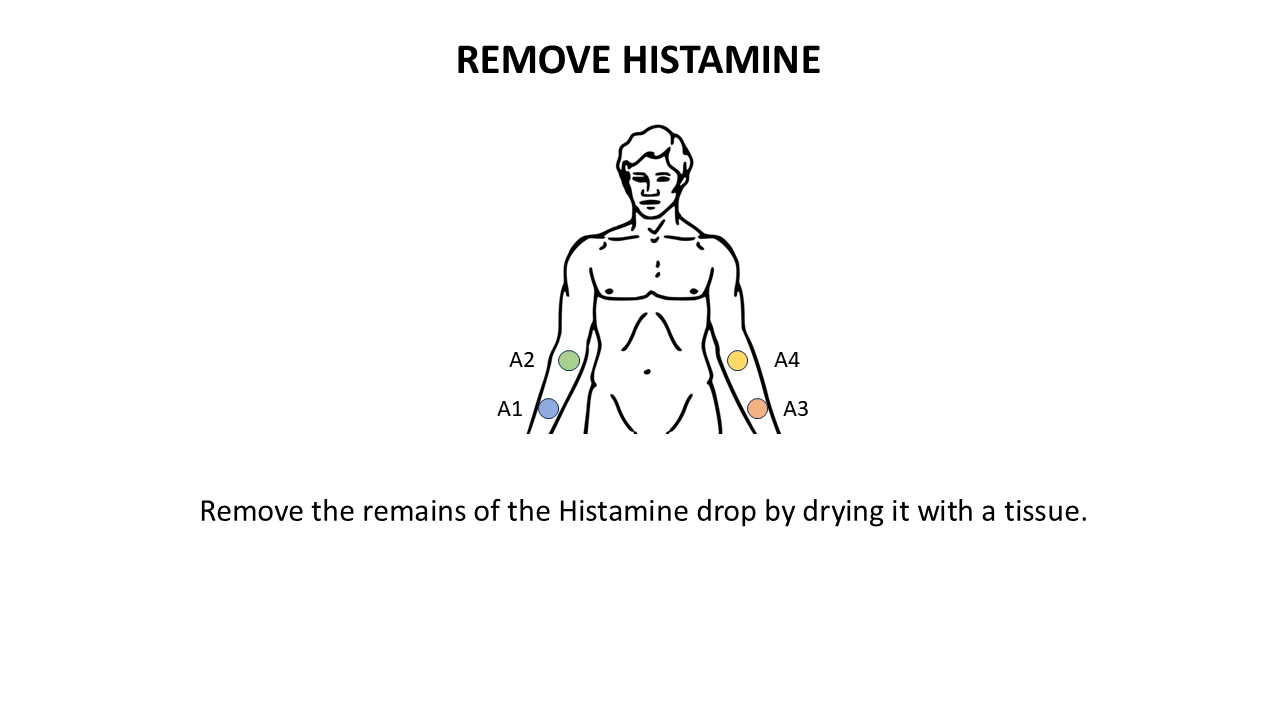 REMOVE HISTAMINE
A2
A4
A1
A3
Remove the remains of the Histamine drop by drying it with a tissue.